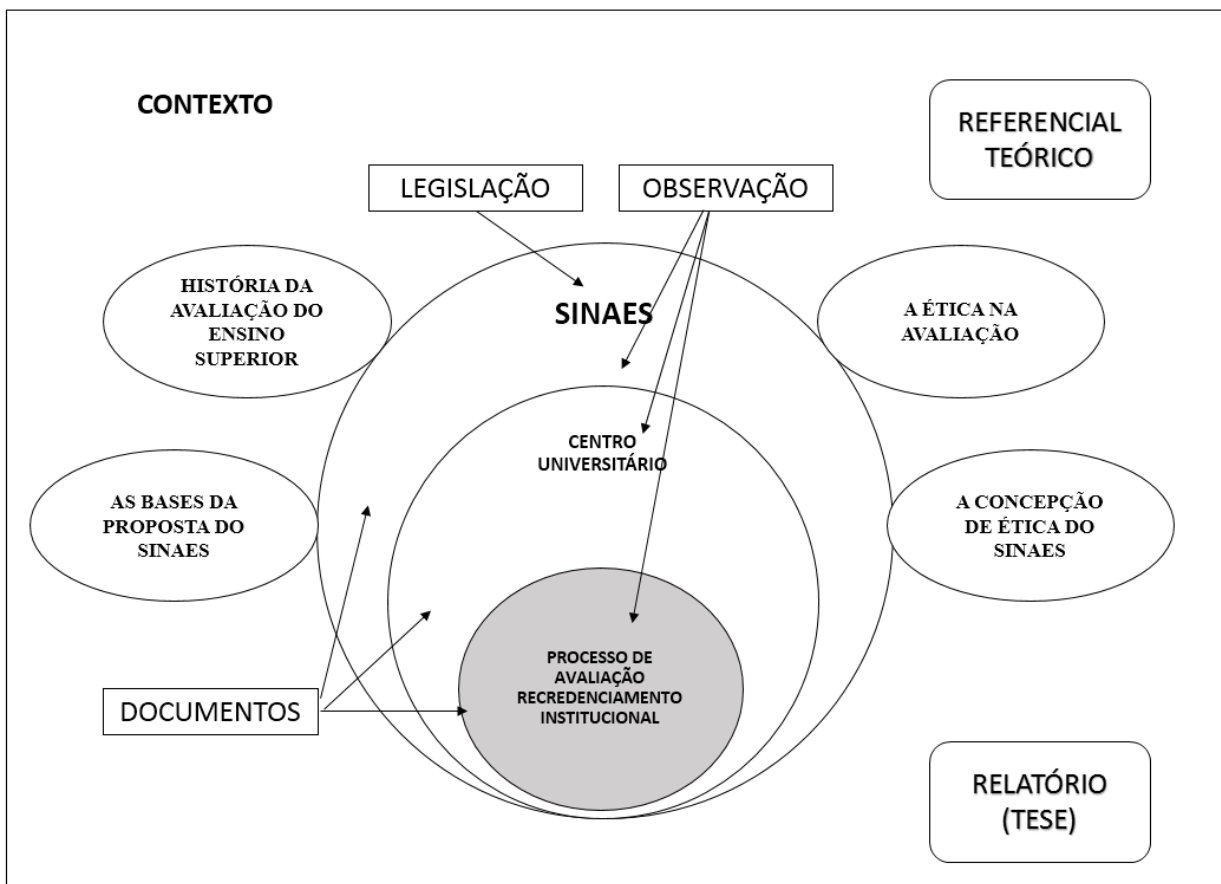 CONTEXTO
REFERENCIAL
TEÓRICO
LEGISLAÇÃO
OBSERVAÇÃO
HISTÓRIA DA
AVALIAÇÃO DO
ENSINO
SUPERIOR
SINAES
A ÉTICA NA
AVALIAÇÃO
CENTRO
UNIVERSITÁRIO
AS BASES DA
PROPOSTA DO
SINAES
A CONCEPÇÃO
DE ÉTICA DO
SINAES
PROCESSO DE
AVALIAÇÃO
RECREDENCIAMENTO
INSTITUCIONAL
DOCUMENTOS
RELATÓRIO
(TESE)